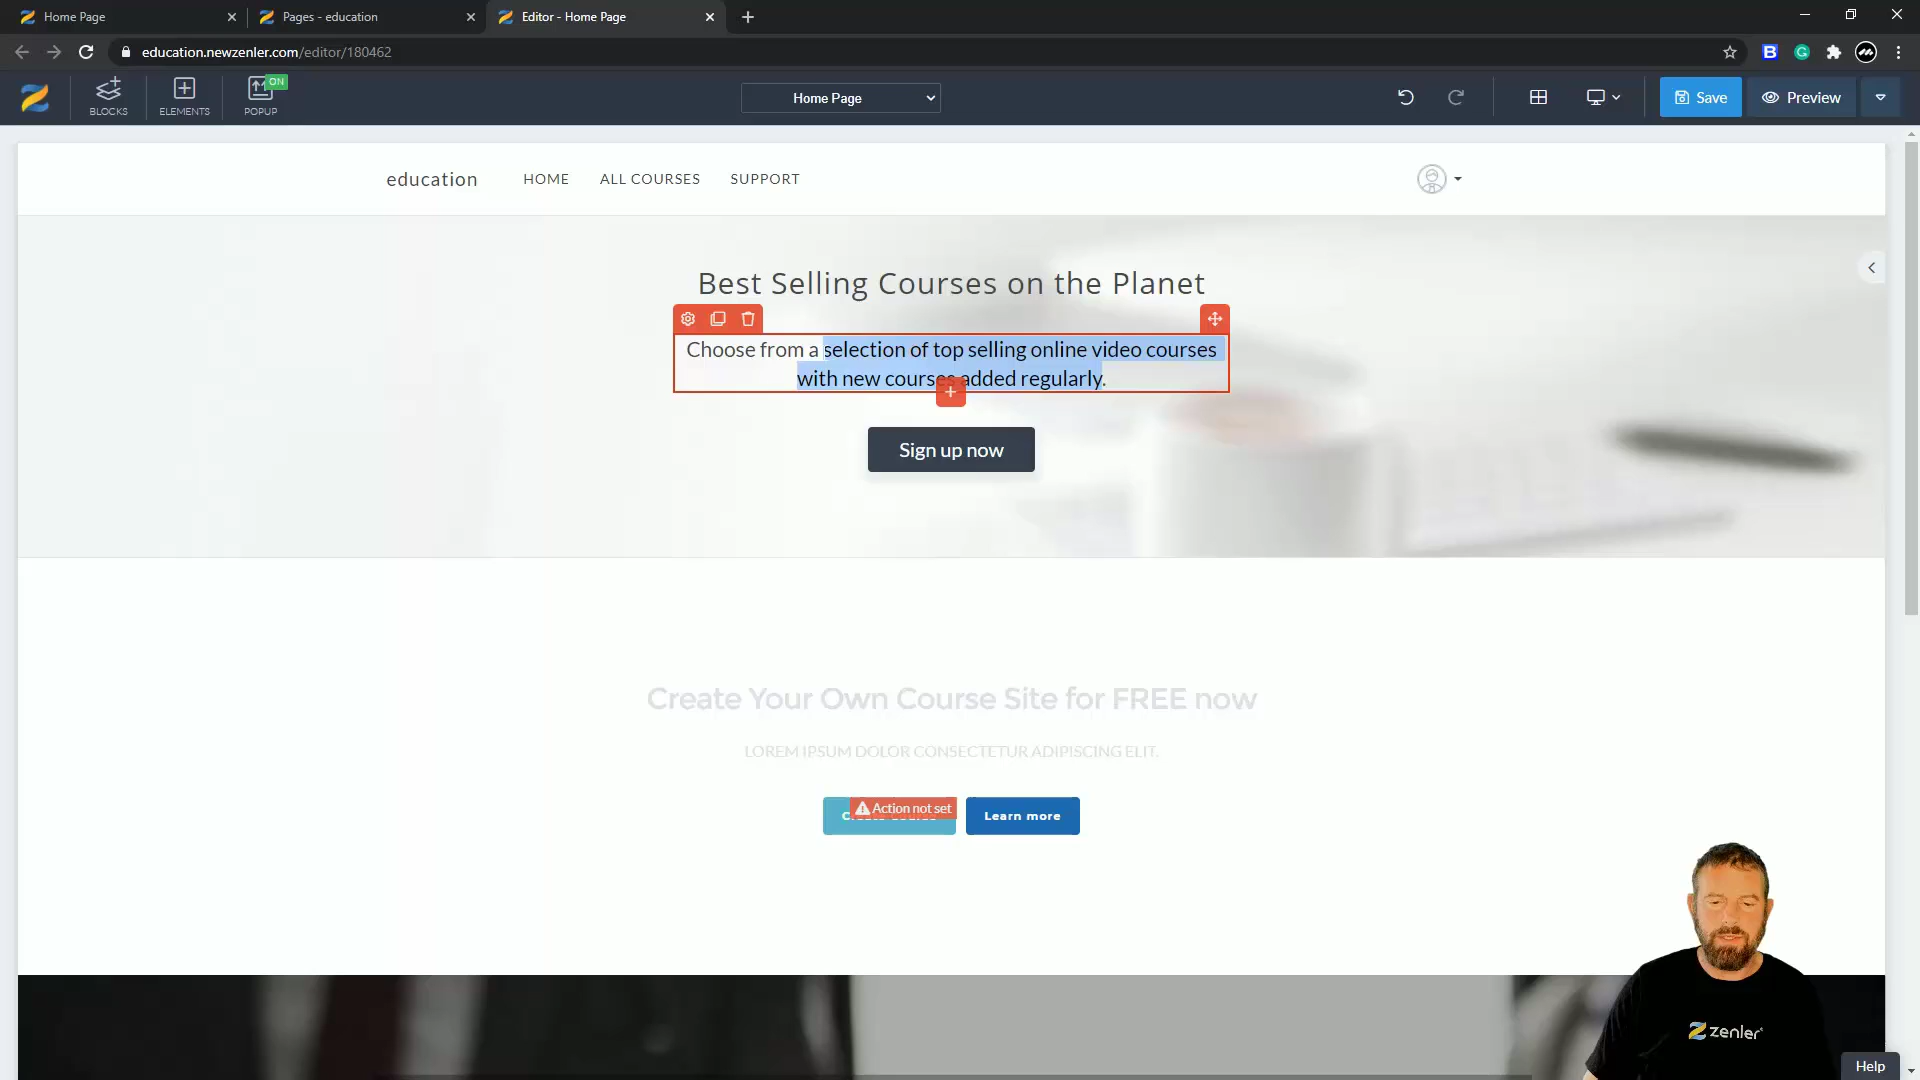 Home Page
Pages - education
Editor - Home Page
education.newzenler.com/editor/180462
BLOCKS
ELEMENTS
POPUP
ON
Home Page
Save
Preview
education
HOME
ALL COURSES
SUPPORT
Best Selling Courses on the Planet
Choose from a selection of top selling online video courses
with new courses added regularly.
Sign up now
Create Your Own Course Site for FREE now
LOREM IPSUM DOLOR CONSECTETUR ADIPISCING ELIT.
Action not set
Learn more
zenler
Help